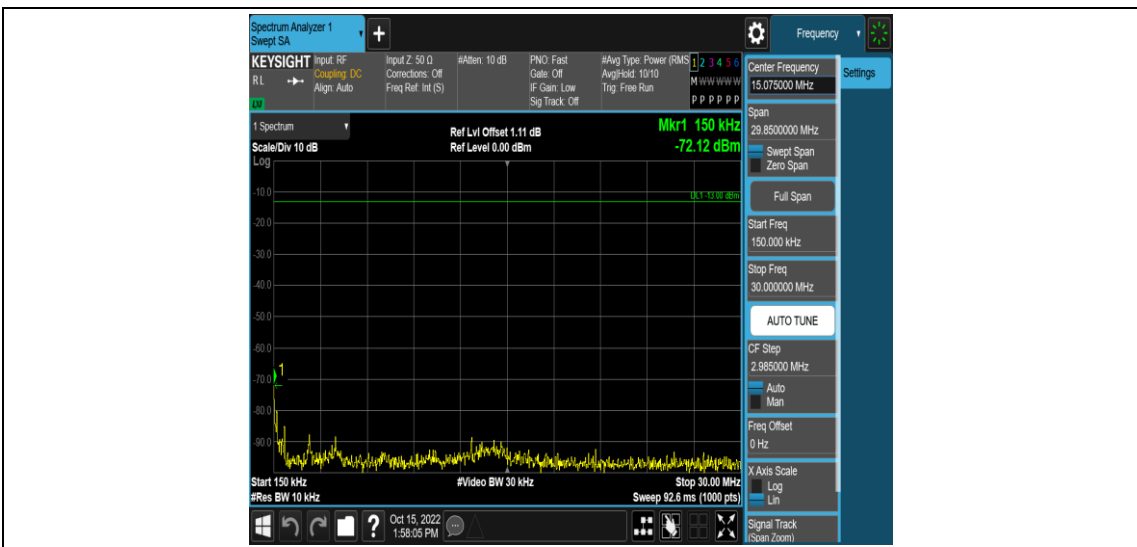 Spectrum Analyzer 1
Swept SA
Frequency
KEYSIGHT
RL
Input: RF
Coupling: DC
Align: Auto
Input Z: 50 Ω
Corrections: Off
Freq Ref: Int (S)
#Atten: 10 dB
PNO: Fast
Gate: Off
IF Gain: Low
Sig Track: Off
#Avg Type: Power (RMS
Avg|Hold: 10/10
Trig: Free Run
1 2 3 4 5 6
M W W W W W
P P P P P P
1 Spectrum
Scale/Div 10 dB
Ref Lvl Offset 1.11 dB
Ref Level 0.00 dBm
Mkr1 150 kHz
-72.12 dBm
Log
DL1 -13.00 dBm
-10.0
-20.0
-30.0
-40.0
-50.0
-60.0
-70.0
-80.0
-90.0
1
Start 150 kHz
#Video BW 30 kHz
Stop 30.00 MHz
#Res BW 10 kHz
Sweep 92.6 ms (1000 pts)
Oct 15, 2022
1:58:05 PM
Settings
Center Frequency
15.075000 MHz
Span
29.8500000 MHz
Swept Span
Zero Span
Full Span
Start Freq
150.000 kHz
Stop Freq
30.000000 MHz
AUTO TUNE
CF Step
2.985000 MHz
Auto
Man
Freq Offset
0 Hz
X Axis Scale
Log
Lin
Signal Track
(Span Zoom)